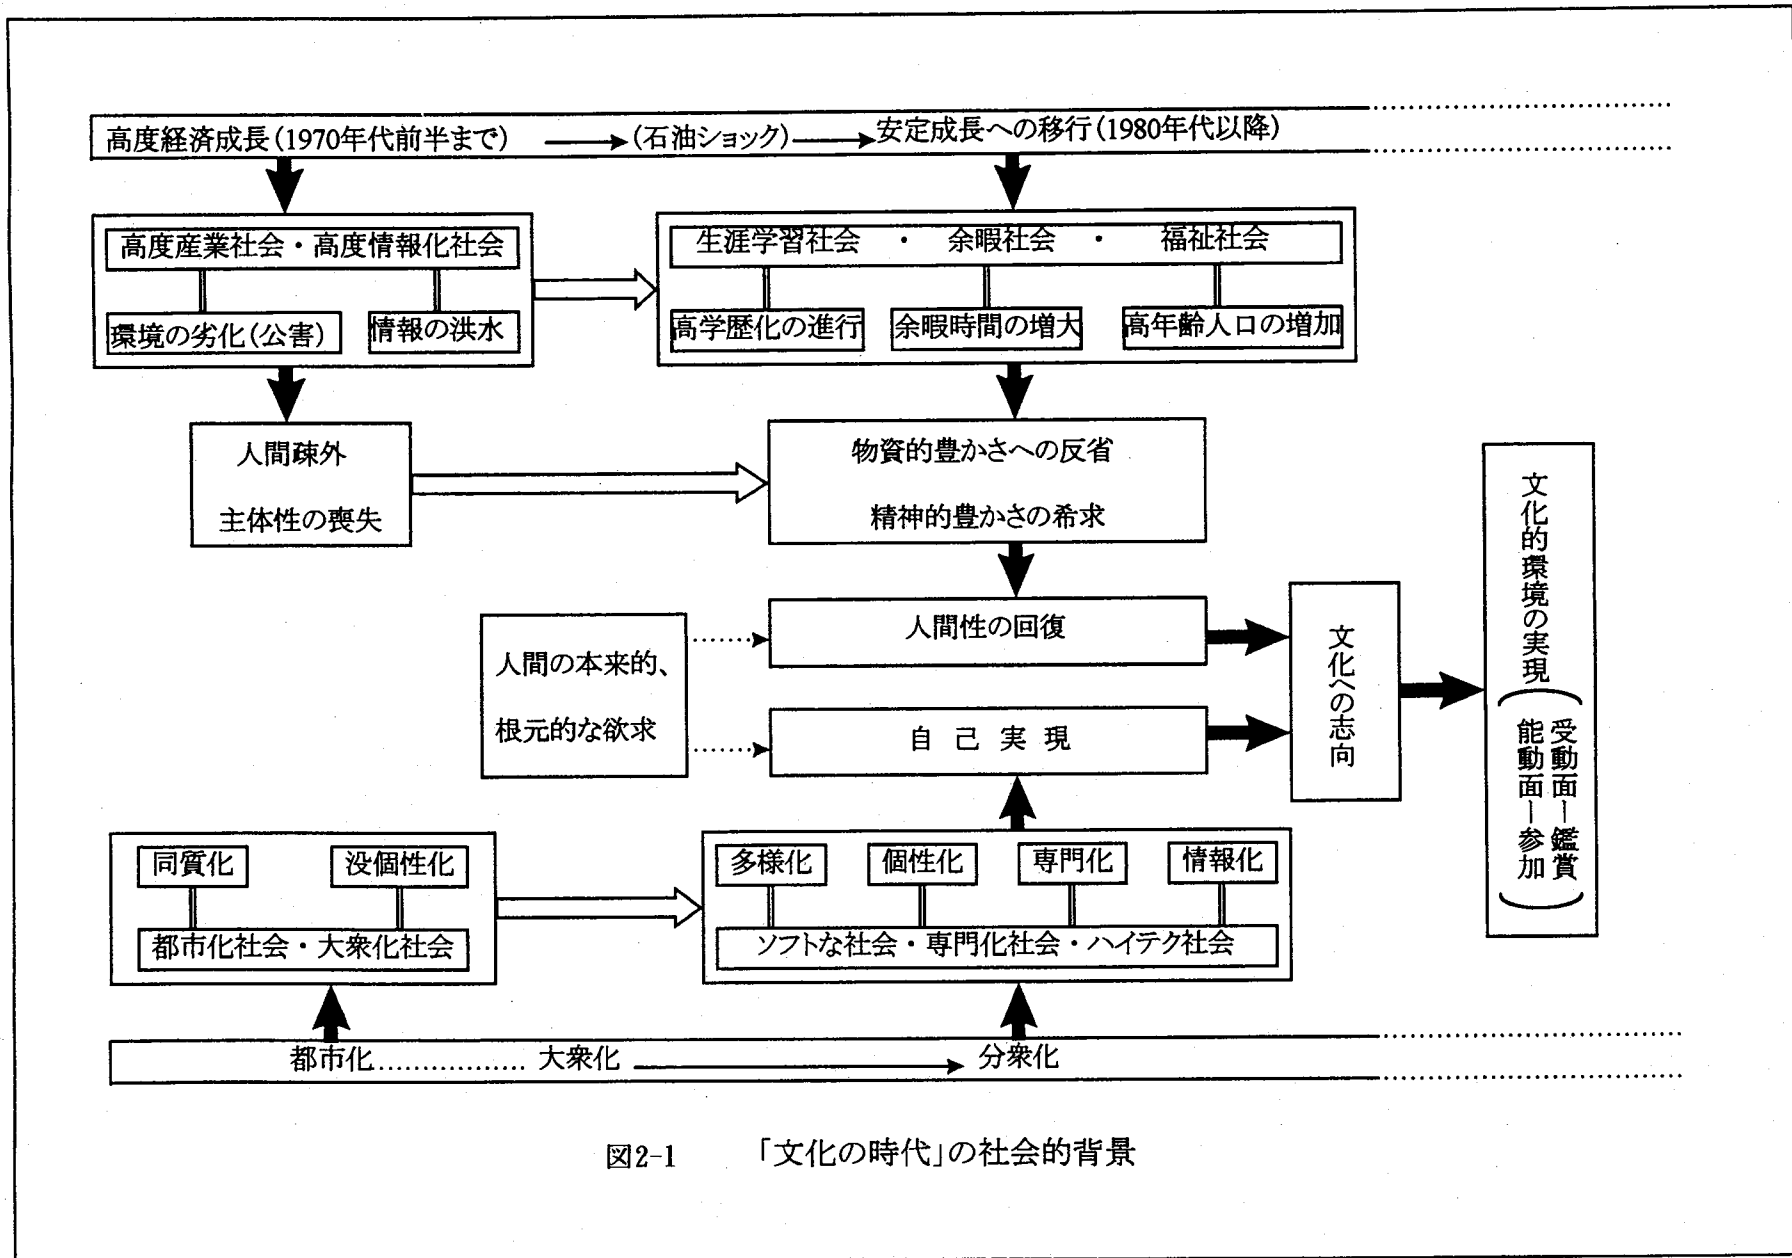 高度経済成長(1970年代前半まで) (石油ショック) 安定成長への移行(1980年代以降)
高度産業社会・高度情報化社会
環境の劣化(公害) 情報の洪水
生涯学習社会 ・ 余暇社会 ・ 福祉社会
高学歴化の進行 余暇時間の増大 高年齢人口の増加
人間疎外
主体性の喪失
物資的豊かさへの反省
精神的豊かさの希求
人間の本来的、
根元的な欲求
人間性の回復
自己実現
文化への志向
文化的環境の実現
受動面－鑑賞
能動面－参加
同質化 没個性化
都市化社会・大衆化社会
多様化 個性化 専門化 情報化
ソフトな社会・専門化社会・ハイテク社会
都市化................ 大衆化 分衆化
図2-1 「文化の時代」の社会的背景